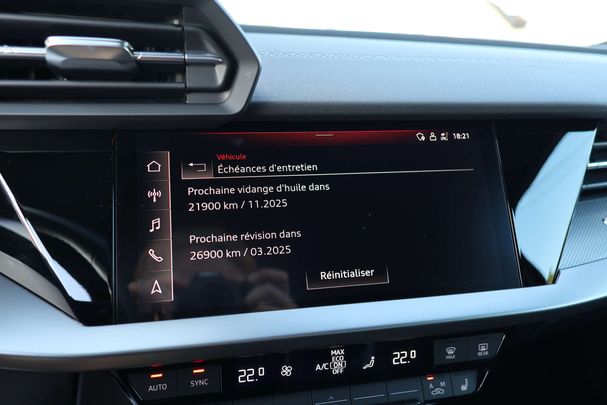 18:21
Véhicule
Échéances d'entretien
Prochaine vidange d'huile dans
21900 km / 11.2025
Prochaine révision dans
26900 km / 03.2025
Réinitialiser
AUTO
SYNC
22.0
A/C
MAX
ECO
ON
OFF
22.0
MAX
REAR
A M